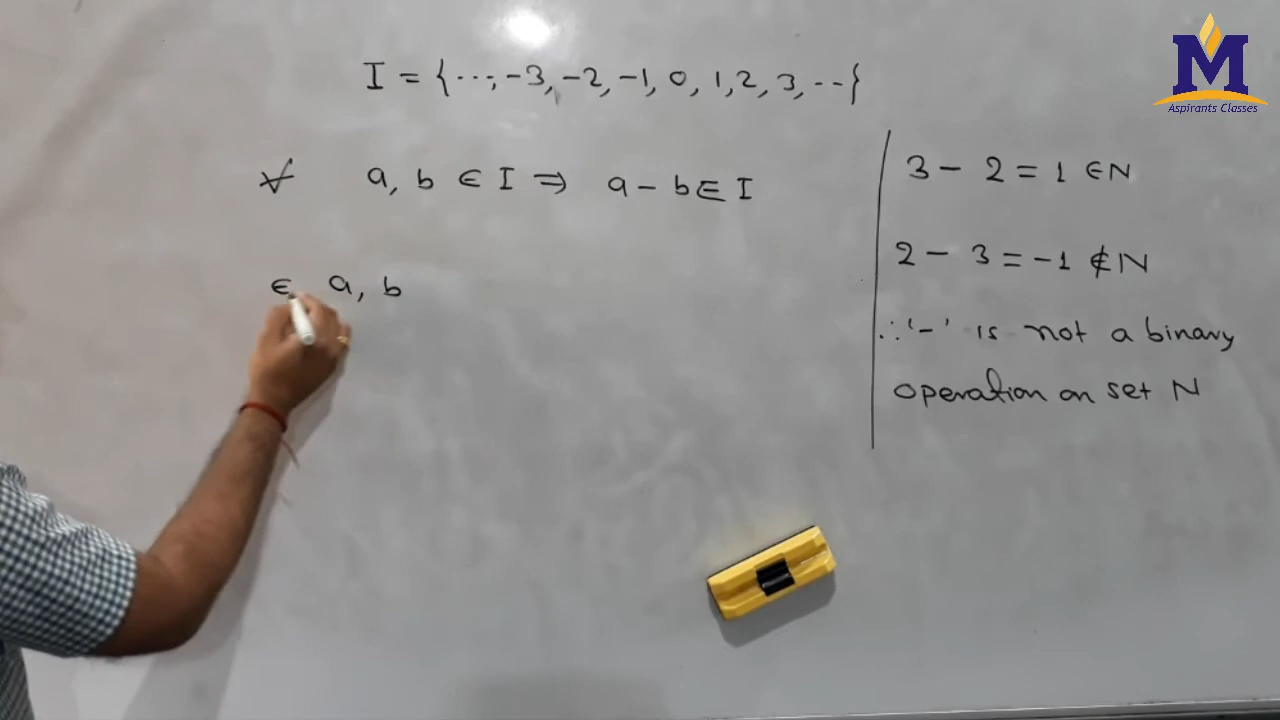 I = {...,-3,-2,-1,0,1,2,3,..}
∀ a, b ∈ I ⇒ a-b∈I
∈ a, b
3 - 2 = 1 ∈N
2 - 3 = -1 ∉N
∴ '-' is not a binary
operation on set N
M
Aspirants Classes